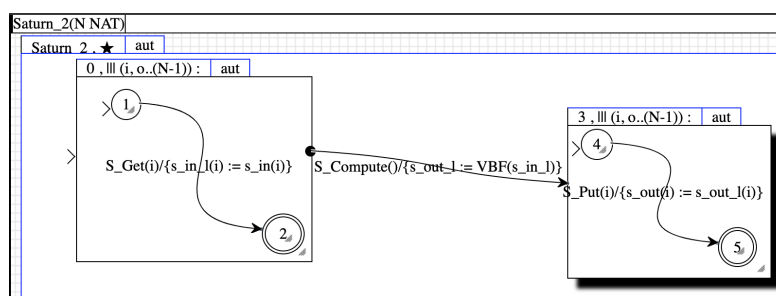 Saturn_2(N NAT)
Saturn_2 , ★ aut
0 , ||| (i, o..(N-1)) : aut
3 , ||| (i, o..(N-1)) : aut
1
4
S_Get(i)/{s_in_l(i) := s_in(i)}
S_Compute()/{s_out_l := VBF(s_in_l)}
S_Put(i)/{s_out(i) := s_out_l(i)}
2
5